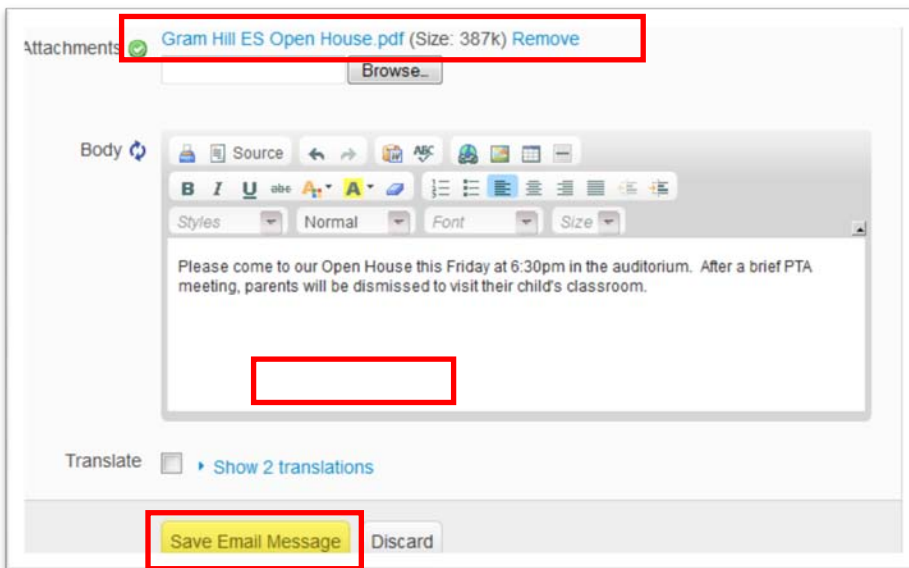 Attachments Gram Hill ES Open House.pdf (Size: 387k) Remove
Browse..
Body Source ABC
B I U abc A A
Styles Normal Font Size
Please come to our Open House this Friday at 6:30pm in the auditorium. After a brief PTA
meeting, parents will be dismissed to visit their child's classroom.
Translate Show 2 translations
Save Email Message Discard